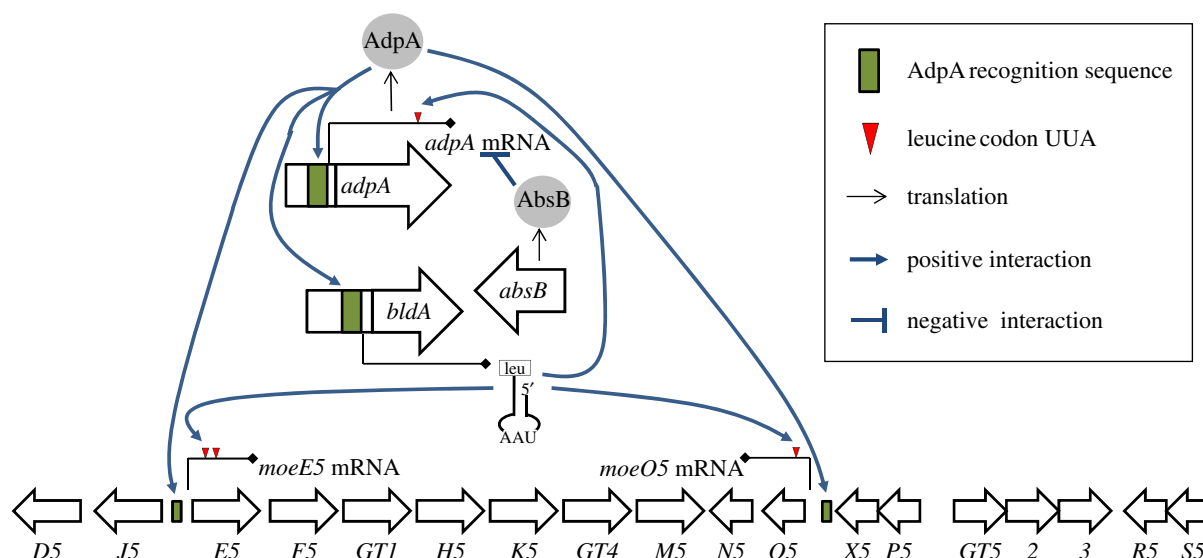 AdpA
AdpA recognition sequence
leucine codon UUA
translation
positive interaction
negative interaction
adpA mRNA
adpA
AbsB
bldA
absB
leu
5′
AAU
moeE5 mRNA
moeO5 mRNA
D5 J5 E5 F5 GT1 H5 K5 GT4 M5 N5 O5 X5 P5 GT5 2 3 R5 S5